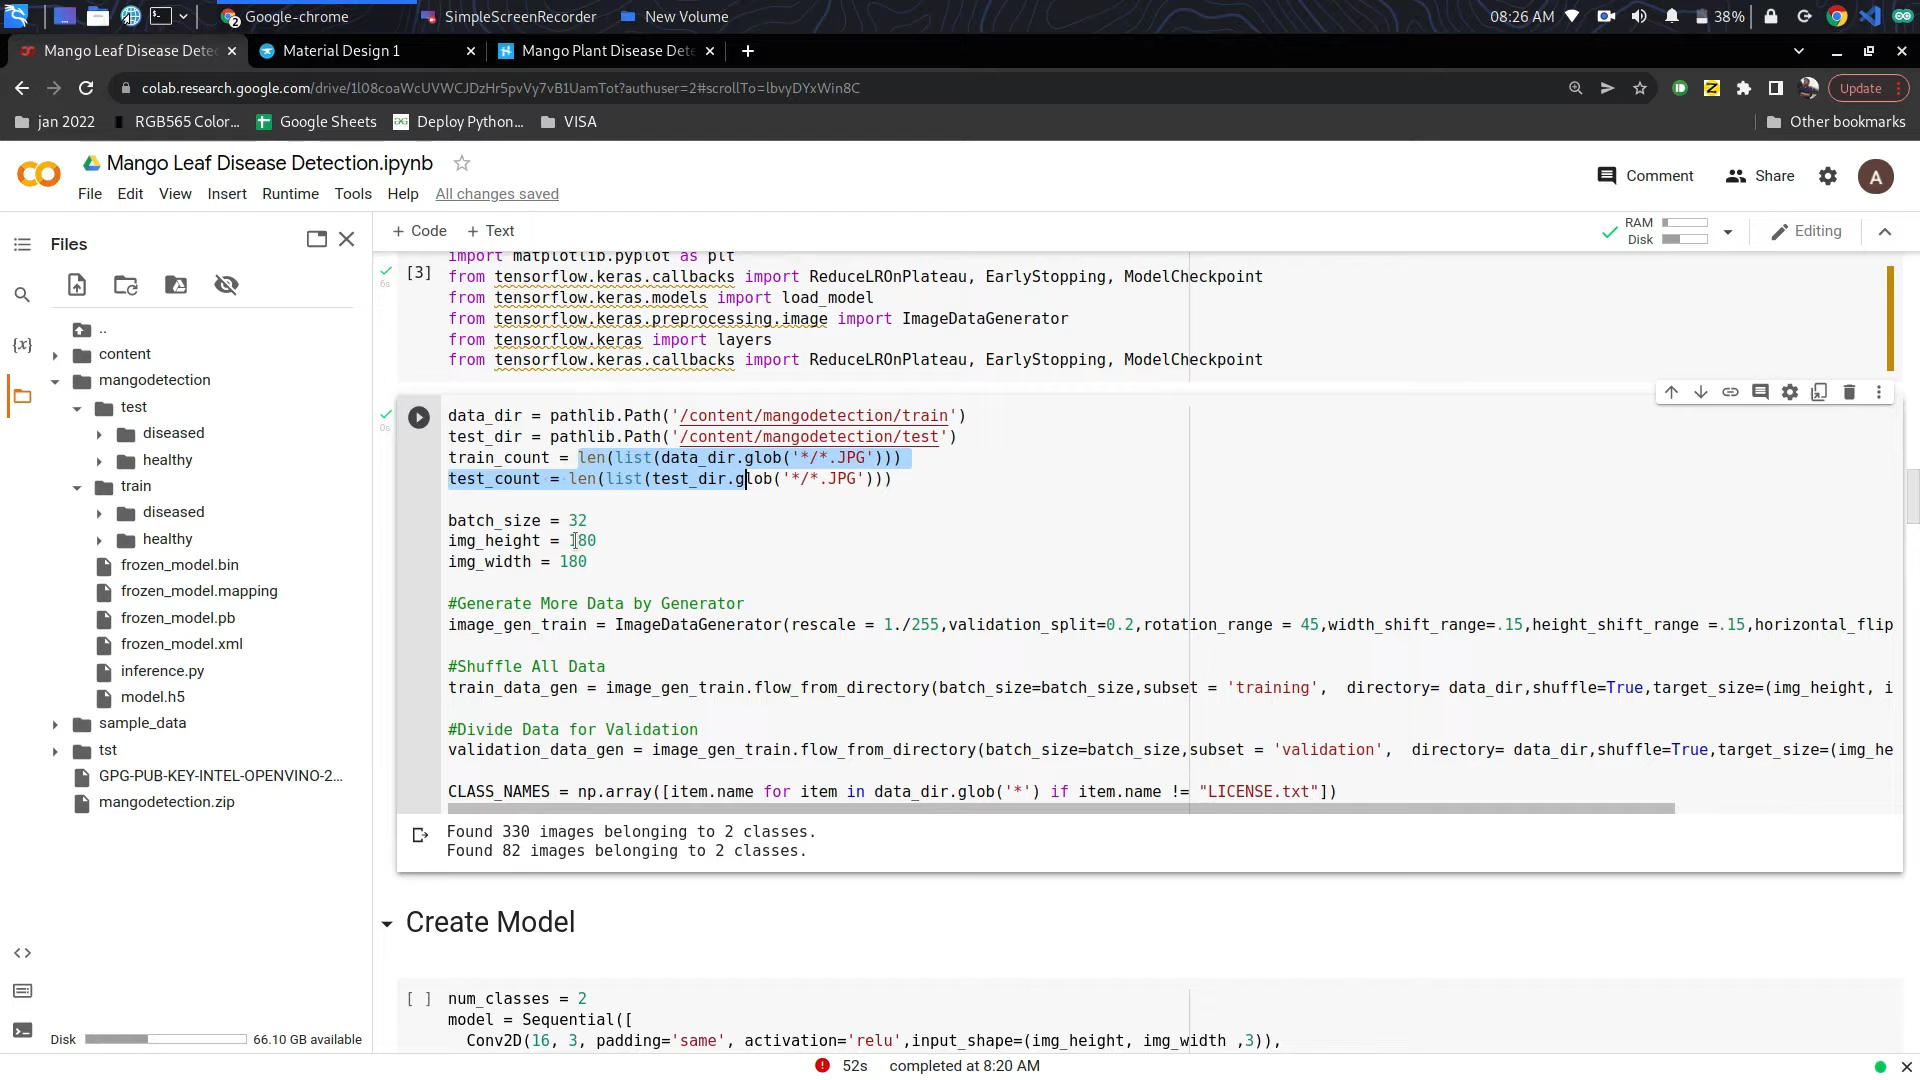 Google-chrome
SimpleScreenRecorder
New Volume
08:26 AM
38%
Mango Leaf Disease Detec
Material Design 1
Mango Plant Disease Dete
colab.research.google.com/drive/1l08coaWcUVWCJDzHr5pvVy7vB1UamTot?authuser=2#scrollTo=lbvyDYxWin8C
Update
jan 2022
RGB565 Color...
Google Sheets
Deploy Python...
VISA
Other bookmarks
Mango Leaf Disease Detection.ipynb
File Edit View Insert Runtime Tools Help All changes saved
Comment
Share
A
Files
+ Code + Text
RAM
Disk
Editing
..
content
mangodetection
test
diseased
healthy
train
diseased
healthy
frozen_model.bin
frozen_model.mapping
frozen_model.pb
frozen_model.xml
inference.py
model.h5
sample_data
tst
GPG-PUB-KEY-INTEL-OPENVINO-2...
mangodetection.zip
Disk 66.10 GB available
import matplotlib.pyplot as plt
[3]
6s
from tensorflow.keras.callbacks import ReduceLROnPlateau, EarlyStopping, ModelCheckpoint
from tensorflow.keras.models import load_model
from tensorflow.keras.preprocessing.image import ImageDataGenerator
from tensorflow.keras import layers
from tensorflow.keras.callbacks import ReduceLROnPlateau, EarlyStopping, ModelCheckpoint
0s
data_dir = pathlib.Path('/content/mangodetection/train')
test_dir = pathlib.Path('/content/mangodetection/test')
train_count = len(list(data_dir.glob('*/*.JPG')))
test_count = len(list(test_dir.glob('*/*.JPG')))
batch_size = 32
img_height = 180
img_width = 180
#Generate More Data by Generator
image_gen_train = ImageDataGenerator(rescale = 1./255,validation_split=0.2,rotation_range = 45,width_shift_range=.15,height_shift_range =.15,horizontal_flip
#Shuffle All Data
train_data_gen = image_gen_train.flow_from_directory(batch_size=batch_size,subset = 'training', directory= data_dir,shuffle=True,target_size=(img_height, i
#Divide Data for Validation
validation_data_gen = image_gen_train.flow_from_directory(batch_size=batch_size,subset = 'validation', directory= data_dir,shuffle=True,target_size=(img_he
CLASS_NAMES = np.array([item.name for item in data_dir.glob('*') if item.name != "LICENSE.txt"])
Found 330 images belonging to 2 classes.
Found 82 images belonging to 2 classes.
Create Model
[ ]
num_classes = 2
model = Sequential([
Conv2D(16, 3, padding='same', activation='relu',input_shape=(img_height, img_width ,3)),
52s completed at 8:20 AM